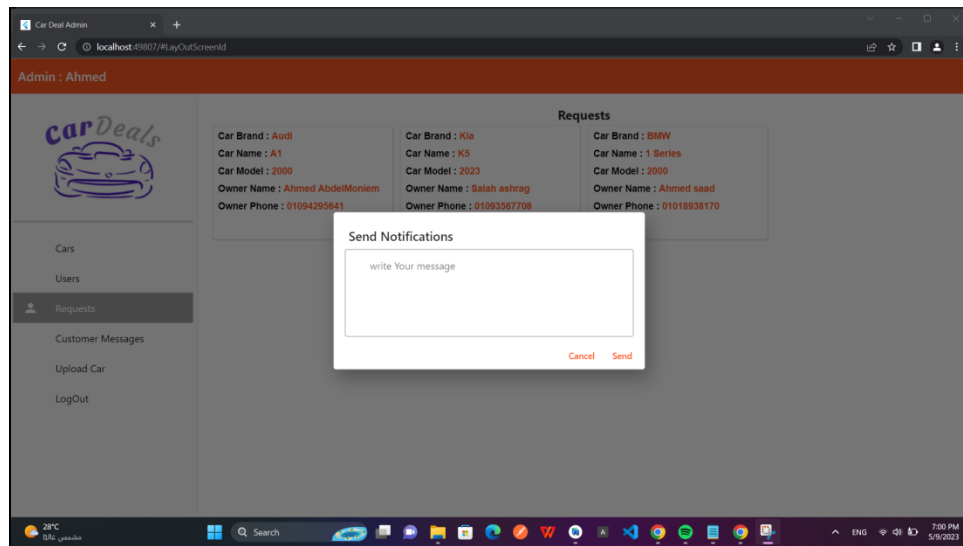 Car Deal Admin
localhost:49807/#LayOutScreenId
Admin : Ahmed
carDeals
Requests
Car Brand : Audi
Car Name : A1
Car Model : 2000
Owner Name : Ahmed AbdelMoniem
Owner Phone : 01094295641
Car Brand : Kia
Car Name : K5
Car Model : 2023
Owner Name : Salah ashrag
Owner Phone : 01093567708
Car Brand : BMW
Car Name : 1 Series
Car Model : 2000
Owner Name : Ahmed saad
Owner Phone : 01018938170
Cars
Users
Requests
Customer Messages
Upload Car
LogOut
Send Notifications
write Your message
Cancel Send
28°C
مشمس غالبًا
Search
ENG
7:00 PM
5/9/2023